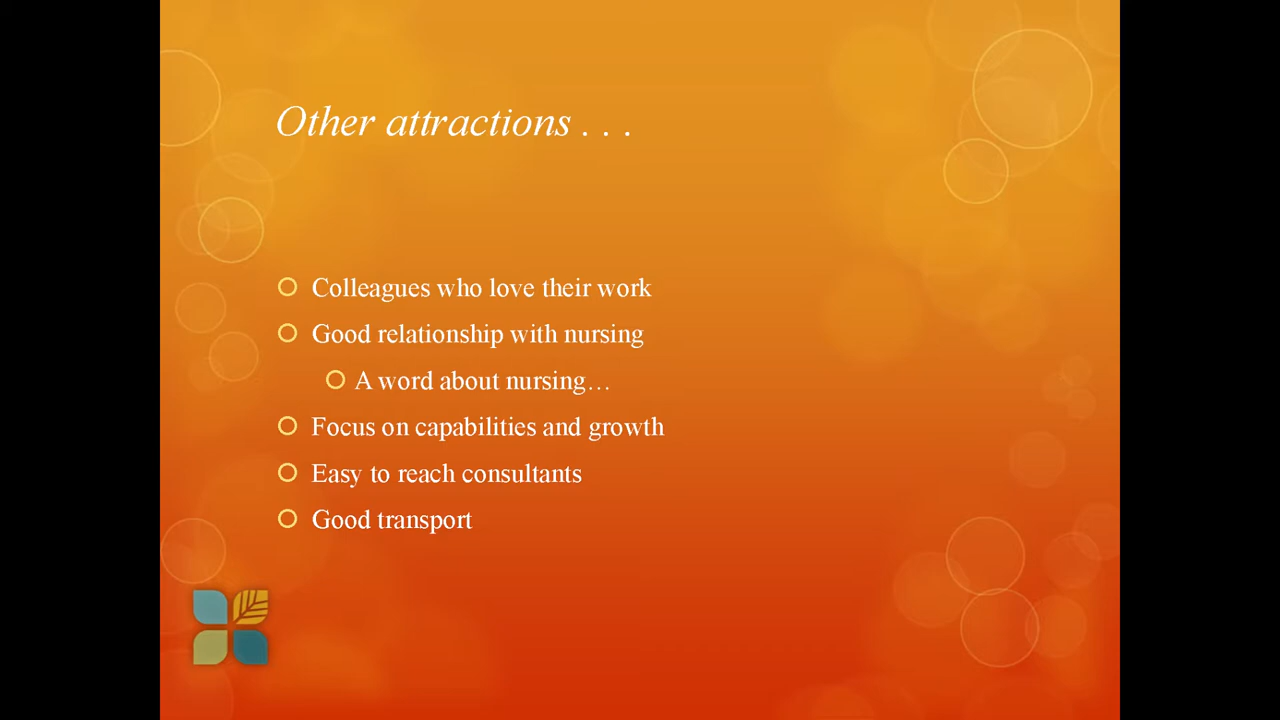 Other attractions . . .
Colleagues who love their work
Good relationship with nursing
A word about nursing…
Focus on capabilities and growth
Easy to reach consultants
Good transport